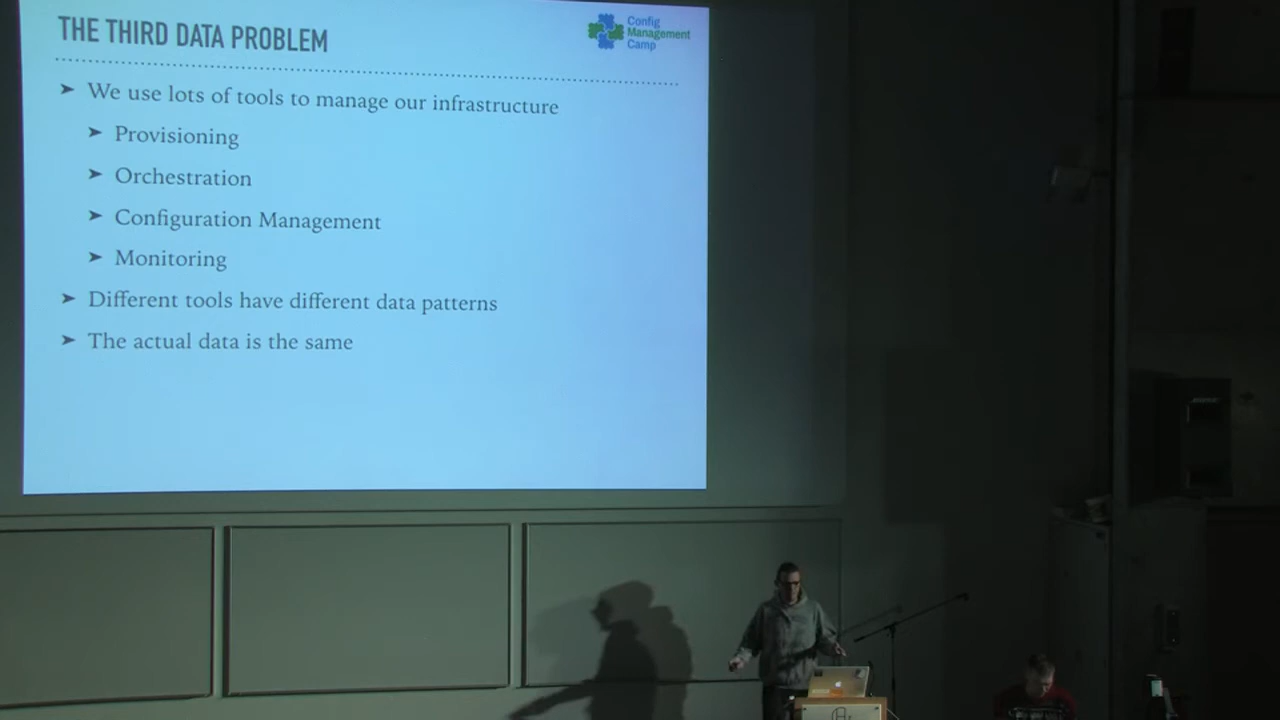 THE THIRD DATA PROBLEM
Config
Management
Camp
➤ We use lots of tools to manage our infrastructure
➤ Provisioning
➤ Orchestration
➤ Configuration Management
➤ Monitoring
➤ Different tools have different data patterns
➤ The actual data is the same